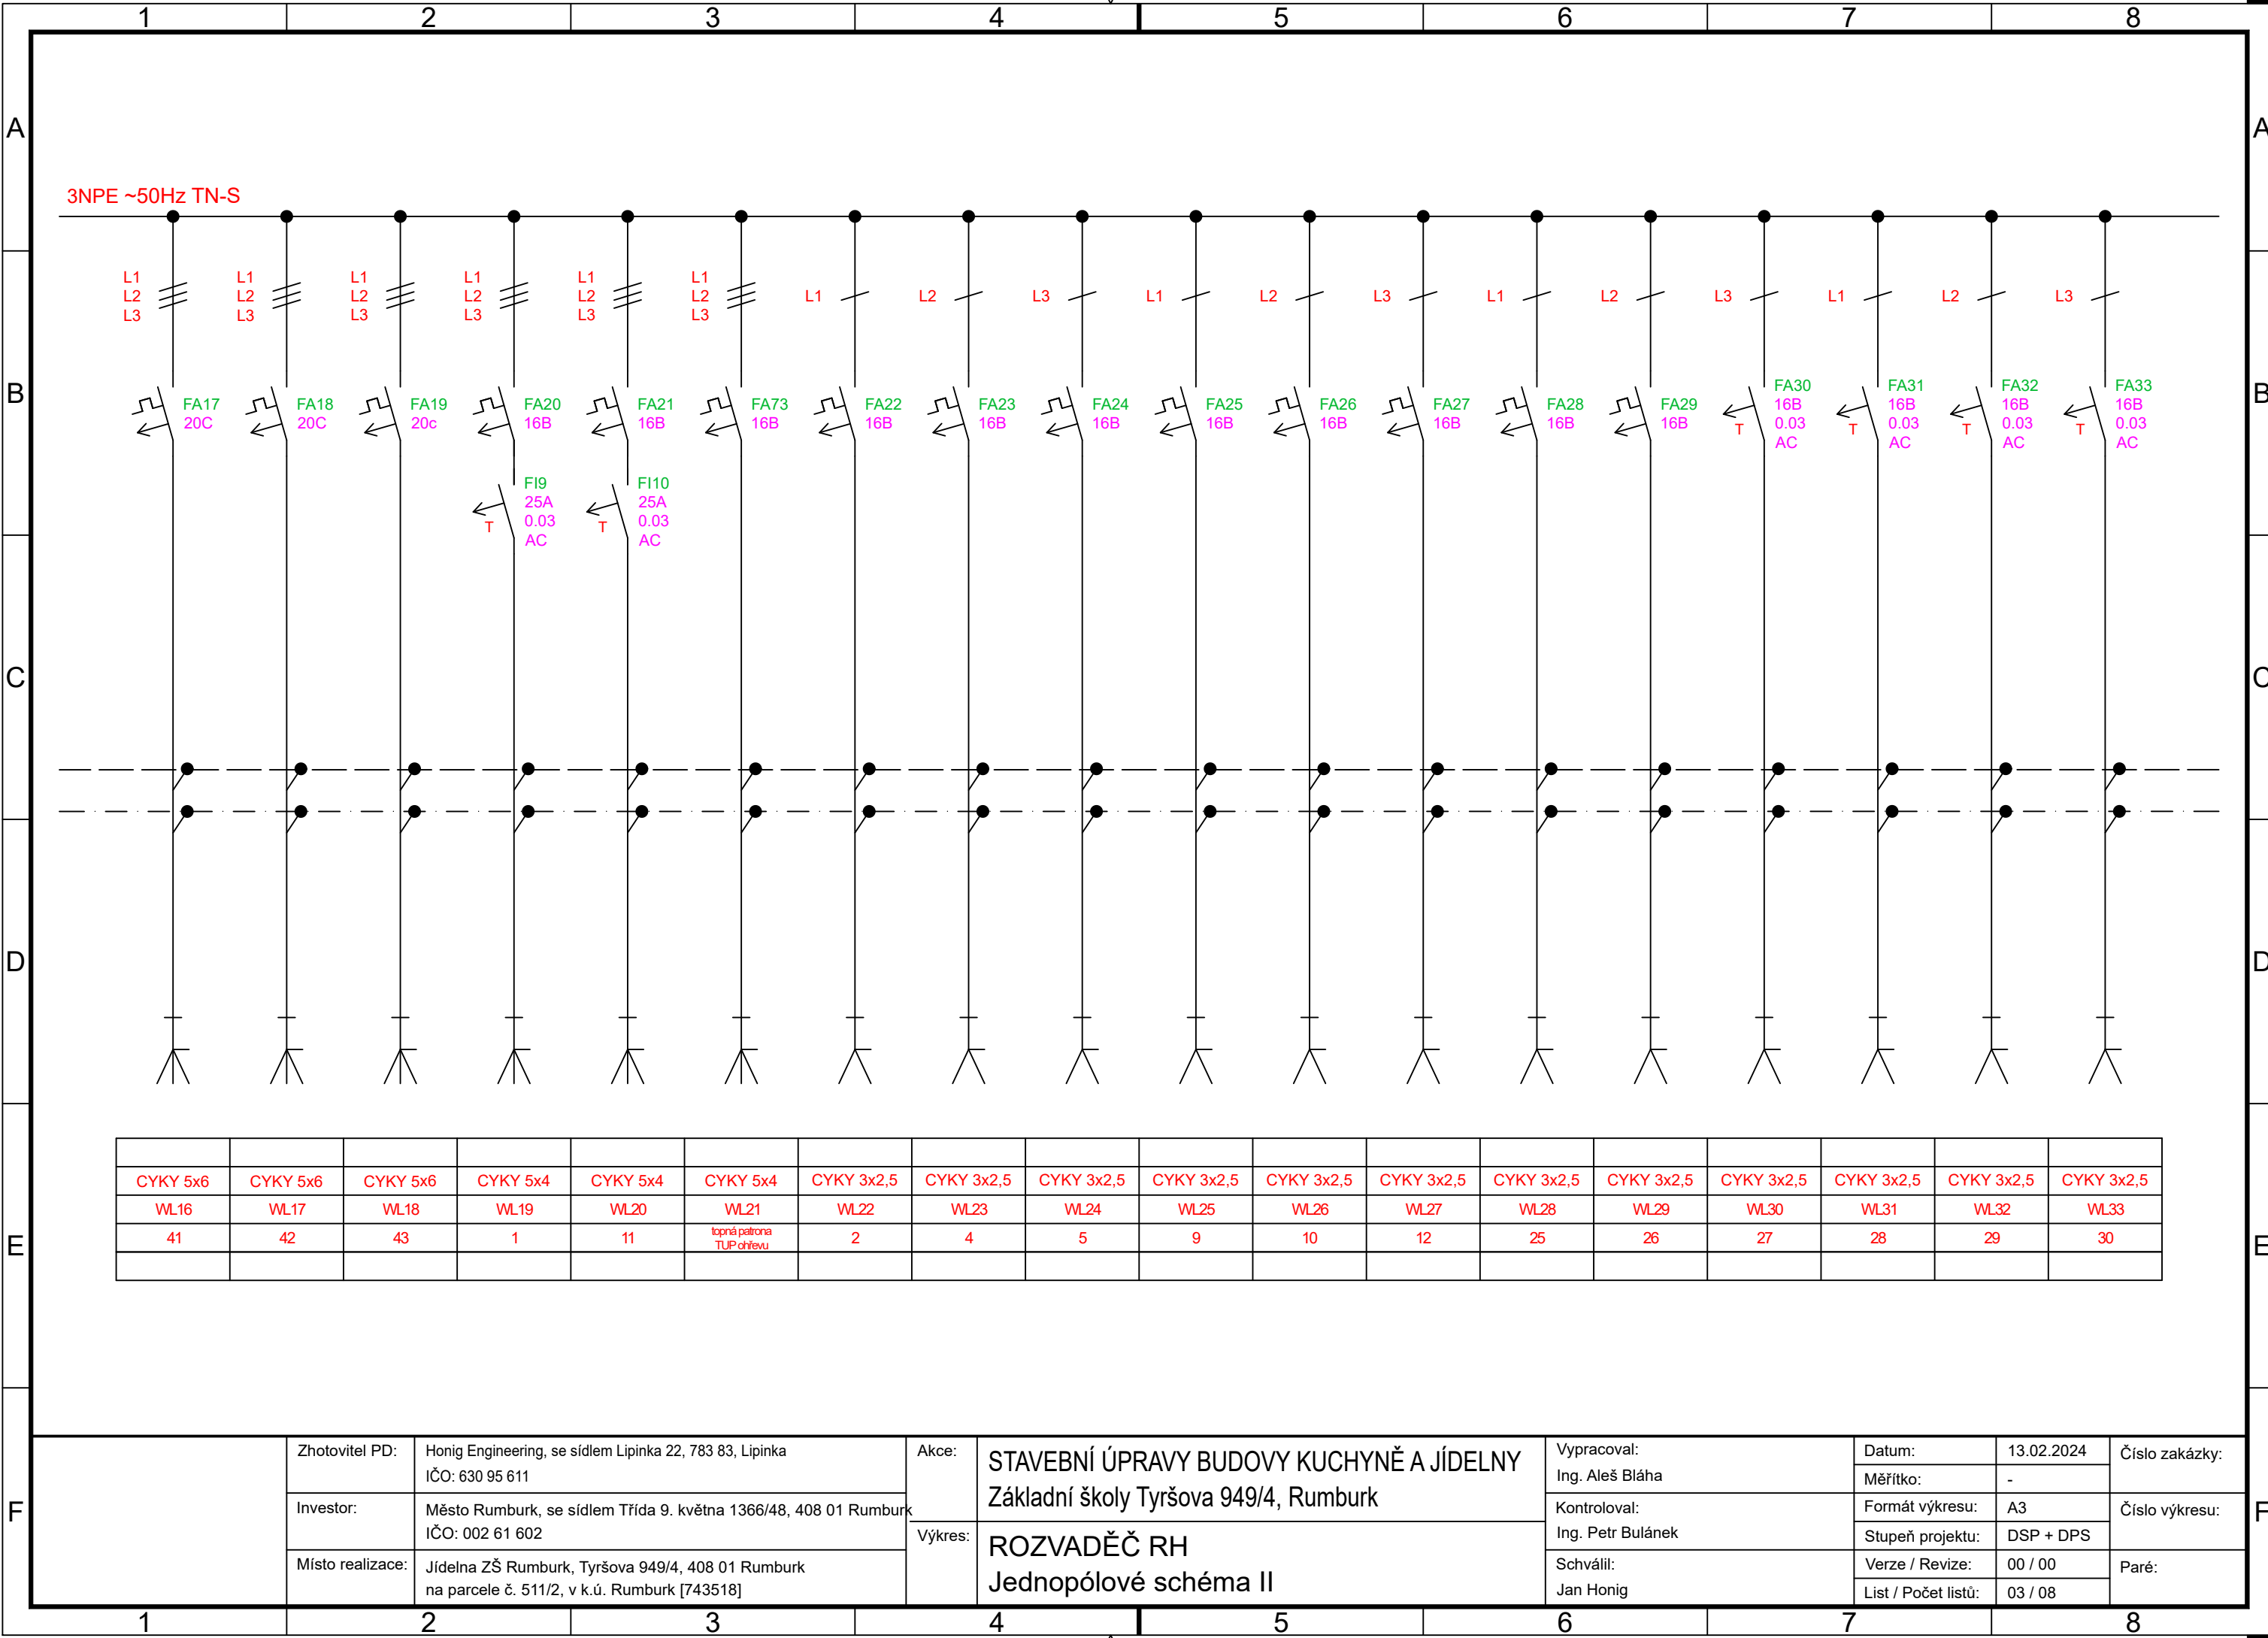 1 2 3 4 5 6 7 8
A A
3NPE ~50Hz TN-S
L1 L1 L1 L1 L1 L1
L2 L2 L2 L2 L2 L2 L1 L2 L3 L1 L2 L3 L1 L2 L3 L1 L2 L3
L3 L3 L3 L3 L3 L3
B B
FA17 FA18 FA19 FA20 FA21 FA73 FA22 FA23 FA24 FA25 FA26 FA27 FA28 FA29 FA30 FA31 FA32 FA33
20C 20C 20c 16B 16B 16B 16B 16B 16B 16B 16B 16B 16B 16B 16B 16B 16B 16B
T 0.03 T 0.03 T 0.03 T 0.03
AC AC AC AC
FI9 FI10
25A 25A
0.03 0.03
T AC T AC
C C
D D
CYKY 5x6 CYKY 5x6 CYKY 5x6 CYKY 5x4 CYKY 5x4 CYKY 5x4 CYKY 3x2,5 CYKY 3x2,5 CYKY 3x2,5 CYKY 3x2,5 CYKY 3x2,5 CYKY 3x2,5 CYKY 3x2,5 CYKY 3x2,5 CYKY 3x2,5 CYKY 3x2,5 CYKY 3x2,5 CYKY 3x2,5
WL16 WL17 WL18 WL19 WL20 WL21 WL22 WL23 WL24 WL25 WL26 WL27 WL28 WL29 WL30 WL31 WL32 WL33
41 42 43 1 11 topná patrona TUP ohřevu 2 4 5 9 10 12 25 26 27 28 29 30
E E
F F
Zhotovitel PD: Honig Engineering, se sídlem Lipinka 22, 783 83, Lipinka
IČO: 630 95 611
Investor: Město Rumburk, se sídlem Třída 9. května 1366/48, 408 01 Rumburk
IČO: 002 61 602
Místo realizace: Jídelna ZŠ Rumburk, Tyršova 949/4, 408 01 Rumburk
na parcele č. 511/2, v k.ú. Rumburk [743518]
Akce: STAVEBNÍ ÚPRAVY BUDOVY KUCHYNĚ A JÍDELNY
Základní školy Tyršova 949/4, Rumburk
Výkres: ROZVADĚČ RH
Jednopólové schéma II
Vypracoval:
Ing. Aleš Bláha
Kontroloval:
Ing. Petr Bulánek
Schválil:
Jan Honig
Datum: 13.02.2024
Měřítko: -
Formát výkresu: A3
Stupeň projektu: DSP + DPS
Verze / Revize: 00 / 00
List / Počet listů: 03 / 08
Číslo zakázky:
Číslo výkresu:
Paré:
1 2 3 4 5 6 7 8